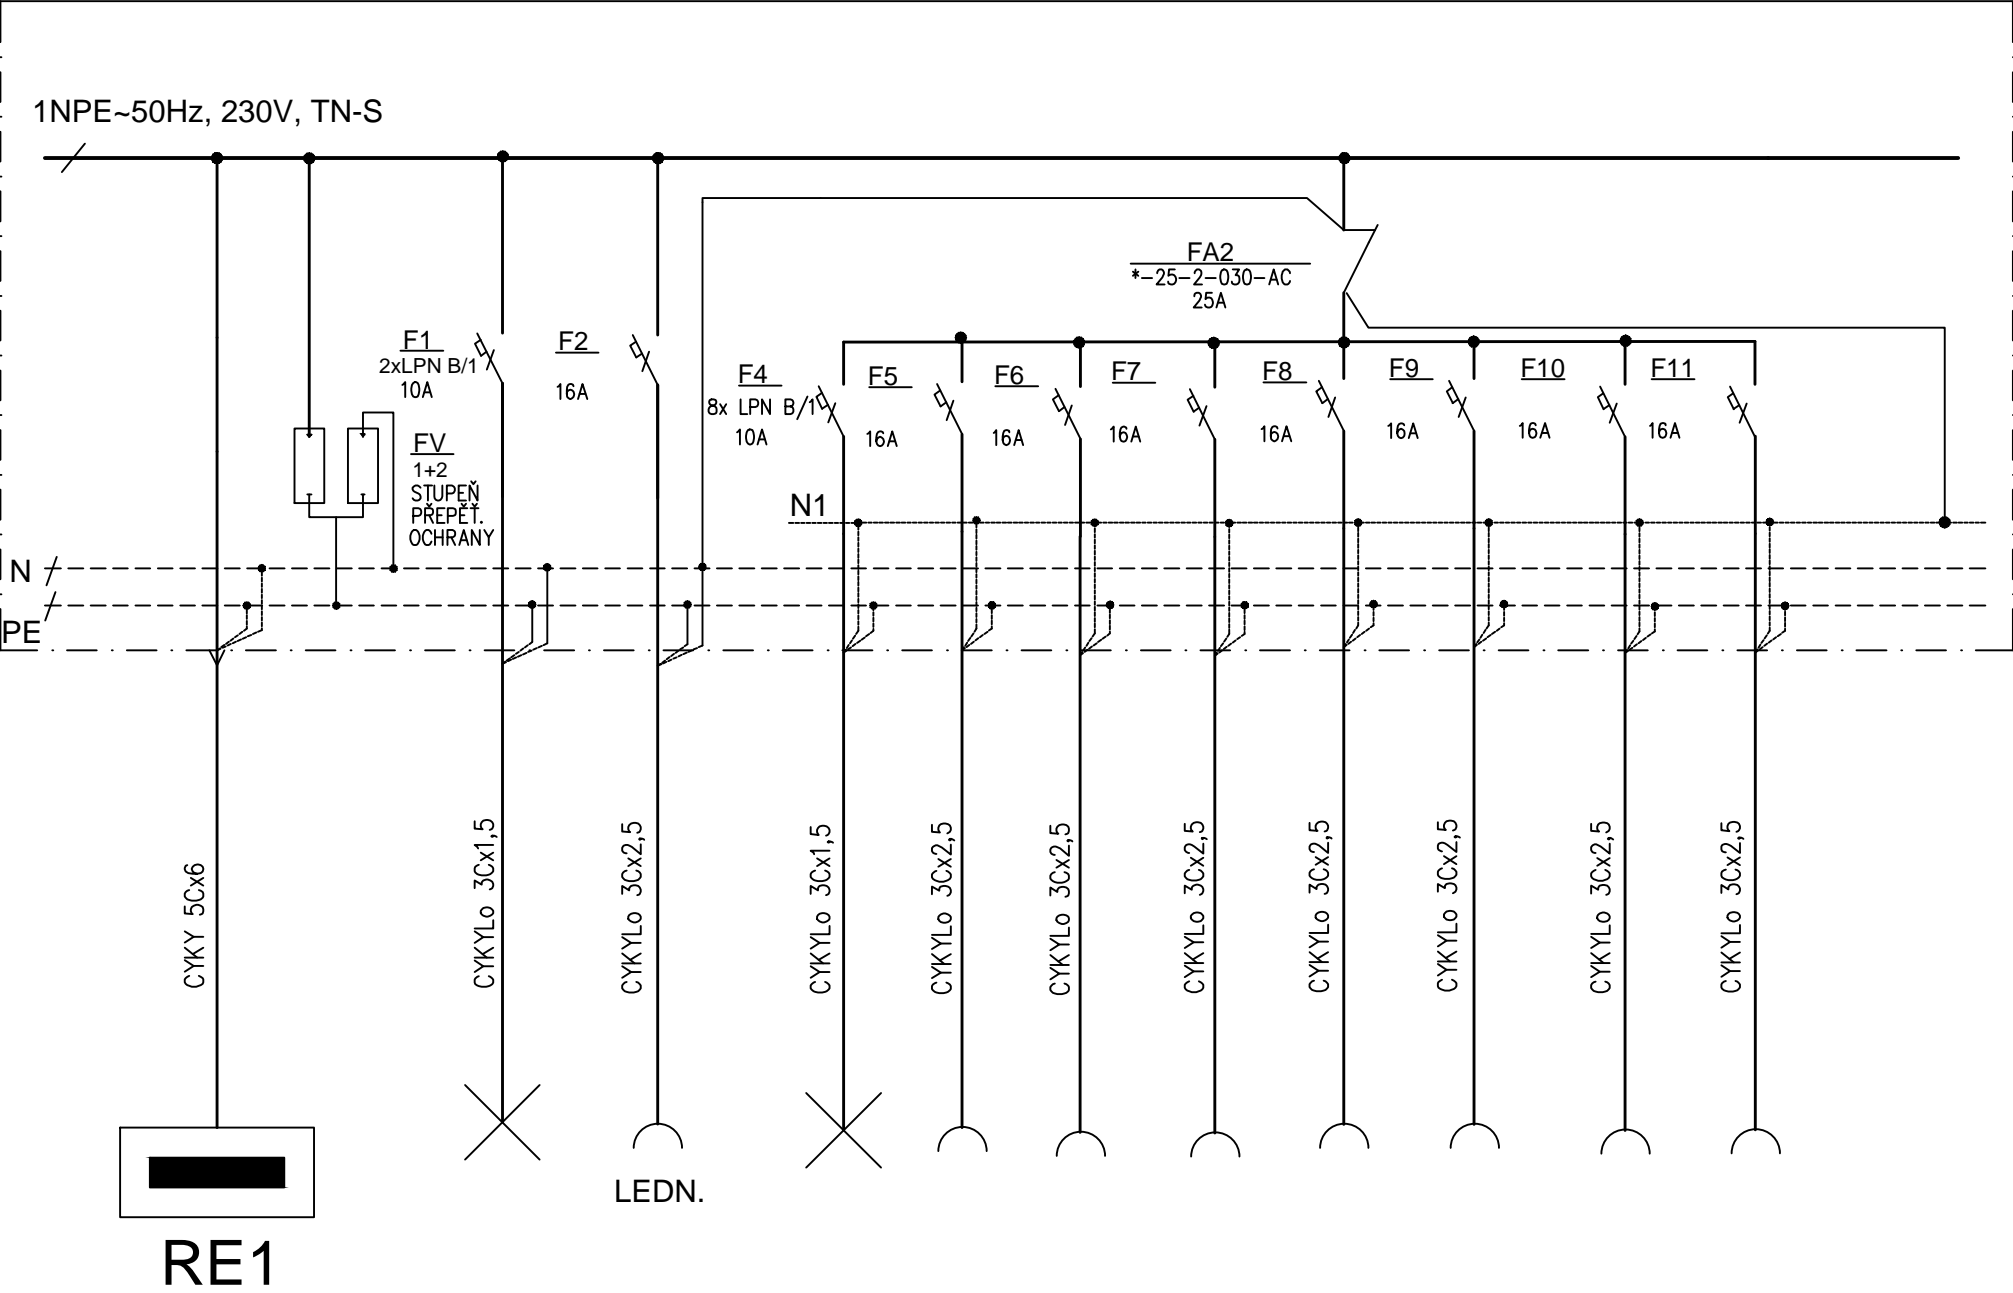 1NPE~50Hz, 230V, TN-S
FA2
*-25-2-030-AC
25A
F1
2xLPN B/1
10A
F2
16A
F4
8x LPN B/1
10A
F5
16A
F6
16A
F7
16A
F8
16A
F9
16A
F10
16A
F11
16A
FV
1+2
STUPEŇ
PŘEPĚŤ.
OCHRANY
N1
N
PE
CYKY 5Cx6
CYKYLo 3Cx1,5
CYKYLo 3Cx2,5
CYKYLo 3Cx1,5
CYKYLo 3Cx2,5
CYKYLo 3Cx2,5
CYKYLo 3Cx2,5
CYKYLo 3Cx2,5
CYKYLo 3Cx2,5
CYKYLo 3Cx2,5
CYKYLo 3Cx2,5
LEDN.
RE1